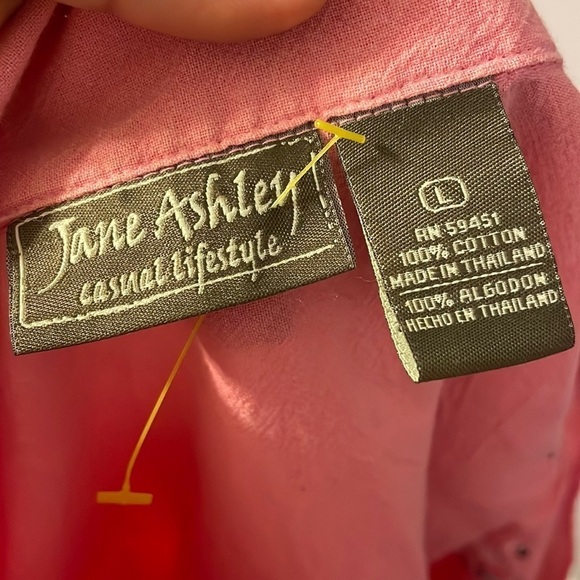 Jane Ashley
casual lifestyle
L
RN 59451
100% COTTON
MADE IN THAILAND
100% ALGODON
HECHO EN THAILAND